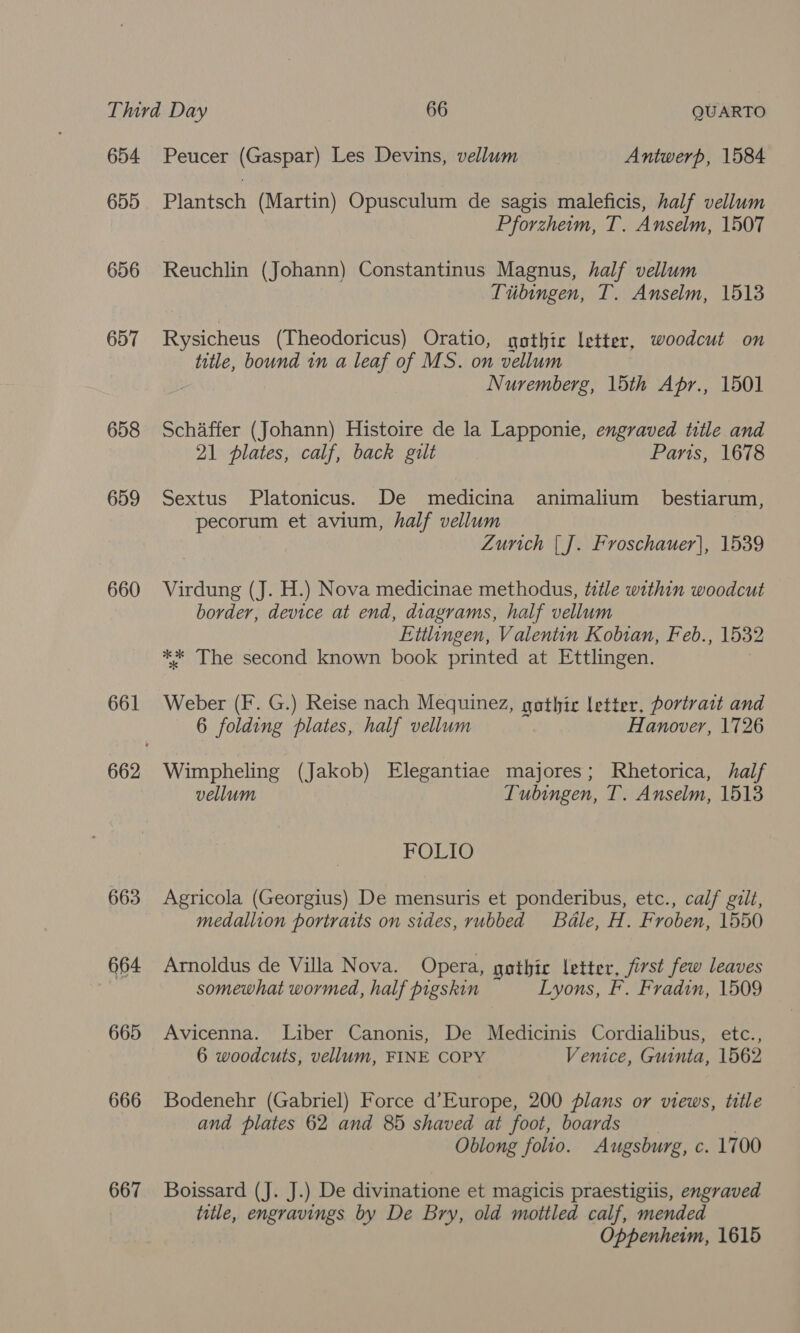 Third Day 66 QUARTO
654 Peucer (Gaspar) Les Devins, vellum Antwerp, 1584
655 Plantsch (Martin) Opusculum de sagis maleficis, half vellum
Pforzheim, T. Anselm, 1507
656 Reuchlin (Johann) Constantinus Magnus, half vellum
Tübingen, T. Anselm, 1513
657 Rysicheus (Theodoricus) Oratio, gothic letter, woodcut on
title, bound in a leaf of MS. on vellum
Nuremberg, 15th Apr., 1501
658 Schäffer (Johann) Histoire de la Lapponie, engraved title and
21 plates, calf, back gilt Paris, 1678
659 Sextus Platonicus. De medicina animalium bestiarum,
pecorum et avium, half vellum
Zurich [J. Froschauer], 1539
660 Virdung (J. H.) Nova medicinae methodus, title within woodcut
border, device at end, diagrams, half vellum
Ettlingen, Valentin Kobian, Feb., 1532
*** The second known book printed at Ettlingen.
661 Weber (F. G.) Reise nach Mequinez, gothic letter, portrait and
6 folding plates, half vellum Hanover, 1726
662 Wimpheling (Jakob) Elegantiae majores; Rhetorica, half
vellum Tubingen, T. Anselm, 1513
FOLIO
663 Agricola (Georgius) De mensuris et ponderibus, etc., calf gilt,
medallion portraits on sides, rubbed Bâle, H. Froben, 1550
664 Arnoldus de Villa Nova. Opera, gothic letter, first few leaves
somewhat wormed, half pigskin Lyons, F. Fradin, 1509
665 Avicenna. Liber Canonis, De Medicinis Cordialibus, etc.,
6 woodcuts, vellum, FINE COPY Venice, Guinta, 1562
666 Bodenehr (Gabriel) Force d'Europe, 200 plans or views, title
and plates 62 and 85 shaved at foot, boards
Oblong folio. Augsburg, c. 1700
667 Boissard (J. J.) De divinatione et magicis praestigiis, engraved
title, engravings by De Bry, old mottled calf, mended
Oppenheim, 1615